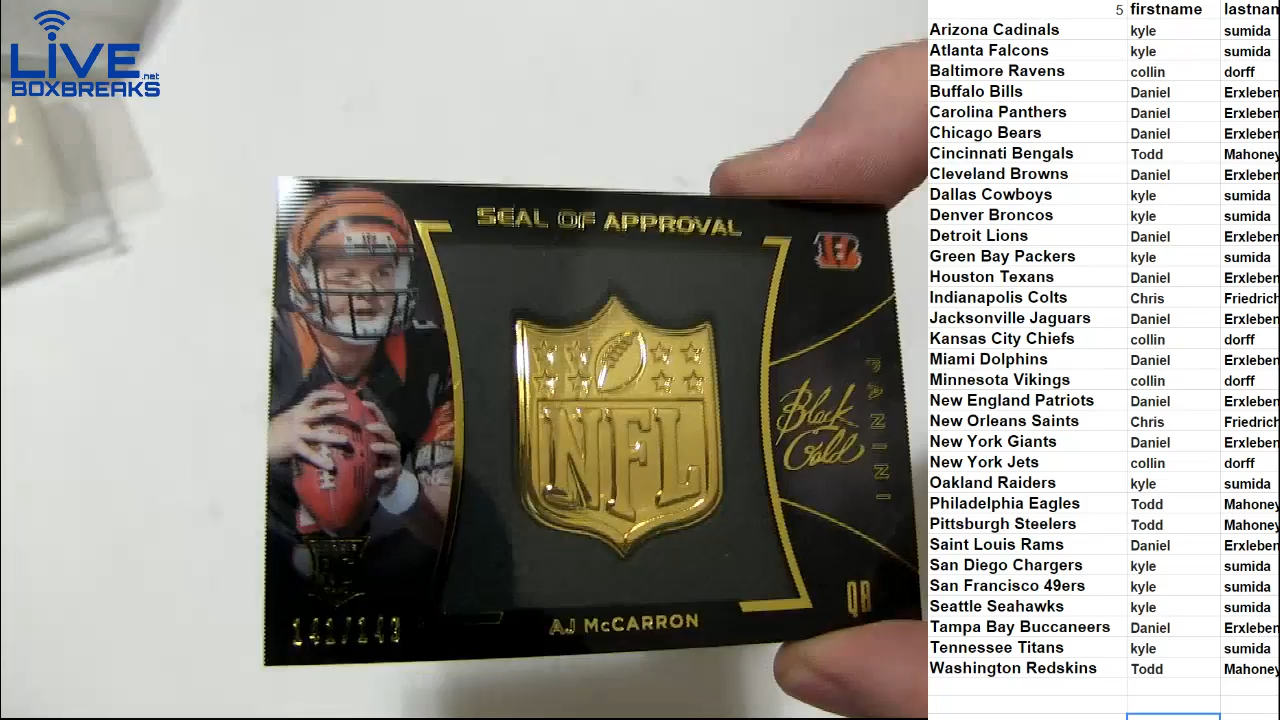 LIVE.net
BOXBREAKS
SEAL OF APPROVAL
NFL
Black
Gold
PANINI
RC
141/149
AJ McCARRON
QB
5 firstname lastnam
Arizona Cadinals kyle sumida
Atlanta Falcons kyle sumida
Baltimore Ravens collin dorff
Buffalo Bills Daniel Erxleben
Carolina Panthers Daniel Erxleben
Chicago Bears Daniel Erxleben
Cincinnati Bengals Todd Mahoney
Cleveland Browns Daniel Erxleben
Dallas Cowboys kyle sumida
Denver Broncos kyle sumida
Detroit Lions Daniel Erxleben
Green Bay Packers kyle sumida
Houston Texans Daniel Erxleben
Indianapolis Colts Chris Friedrich
Jacksonville Jaguars Daniel Erxleben
Kansas City Chiefs collin dorff
Miami Dolphins Daniel Erxleben
Minnesota Vikings collin dorff
New England Patriots Daniel Erxleben
New Orleans Saints Chris Friedrich
New York Giants Daniel Erxleben
New York Jets collin dorff
Oakland Raiders kyle sumida
Philadelphia Eagles Todd Mahoney
Pittsburgh Steelers Todd Mahoney
Saint Louis Rams Daniel Erxleben
San Diego Chargers kyle sumida
San Francisco 49ers kyle sumida
Seattle Seahawks kyle sumida
Tampa Bay Buccaneers Daniel Erxleben
Tennessee Titans kyle sumida
Washington Redskins Todd Mahoney